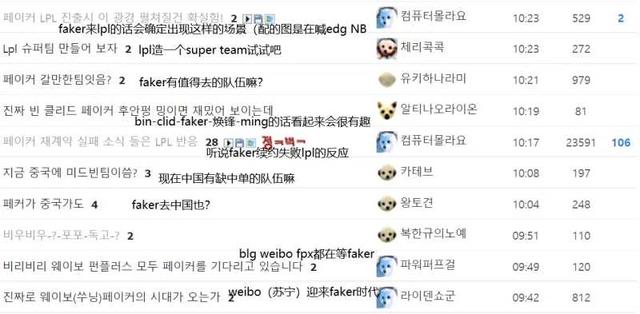 페이커 LPL 진출시 이 광경 펼쳐질건 확실함! 2 컴퓨터몰라요 10:23 529 2
faker来lpl的话会确定出现这样的场景（配的图是在喊edg NB
Lpl 슈퍼팀 만들어 보자 2 lpl造一个super team试试吧 체리콕콕 10:23 272
페이커 갈만한팀잇음? 2 faker有值得去的队伍嘛? 유키하나라미 10:21 979
진짜 빈 클리드 페이커 후안펑 밍이면 재밌어 보이는데 알티나오라이온 10:19 81
bin-clid-faker-焕锋-ming的话看起来会很有趣
페이커 재계약 실패 소식 들은 LPL 반응 28 컴퓨터몰라요 10:17 23591 106
听说faker续约失败lpl的反应
지금 중국에 미드빈팀이씀? 3 现在中国有缺中单的队伍嘛 카테브 10:08 197
페커가 중국가도 4 faker去中国也? 왕토견 10:04 248
비우비우-?-포포-독고-? 2 복한규의노예 09:51 110
blg weibo fpx都在等faker
비리비리 웨이보 펀플러스 모두 페이커를 기다리고 있습니다 2 파워퍼프걸 09:49 120
진짜로 웨이보(쑤닝)페이커의 시대가 오는가 2 weibo（苏宁）迎来faker时代 라이덴쇼군 09:42 812